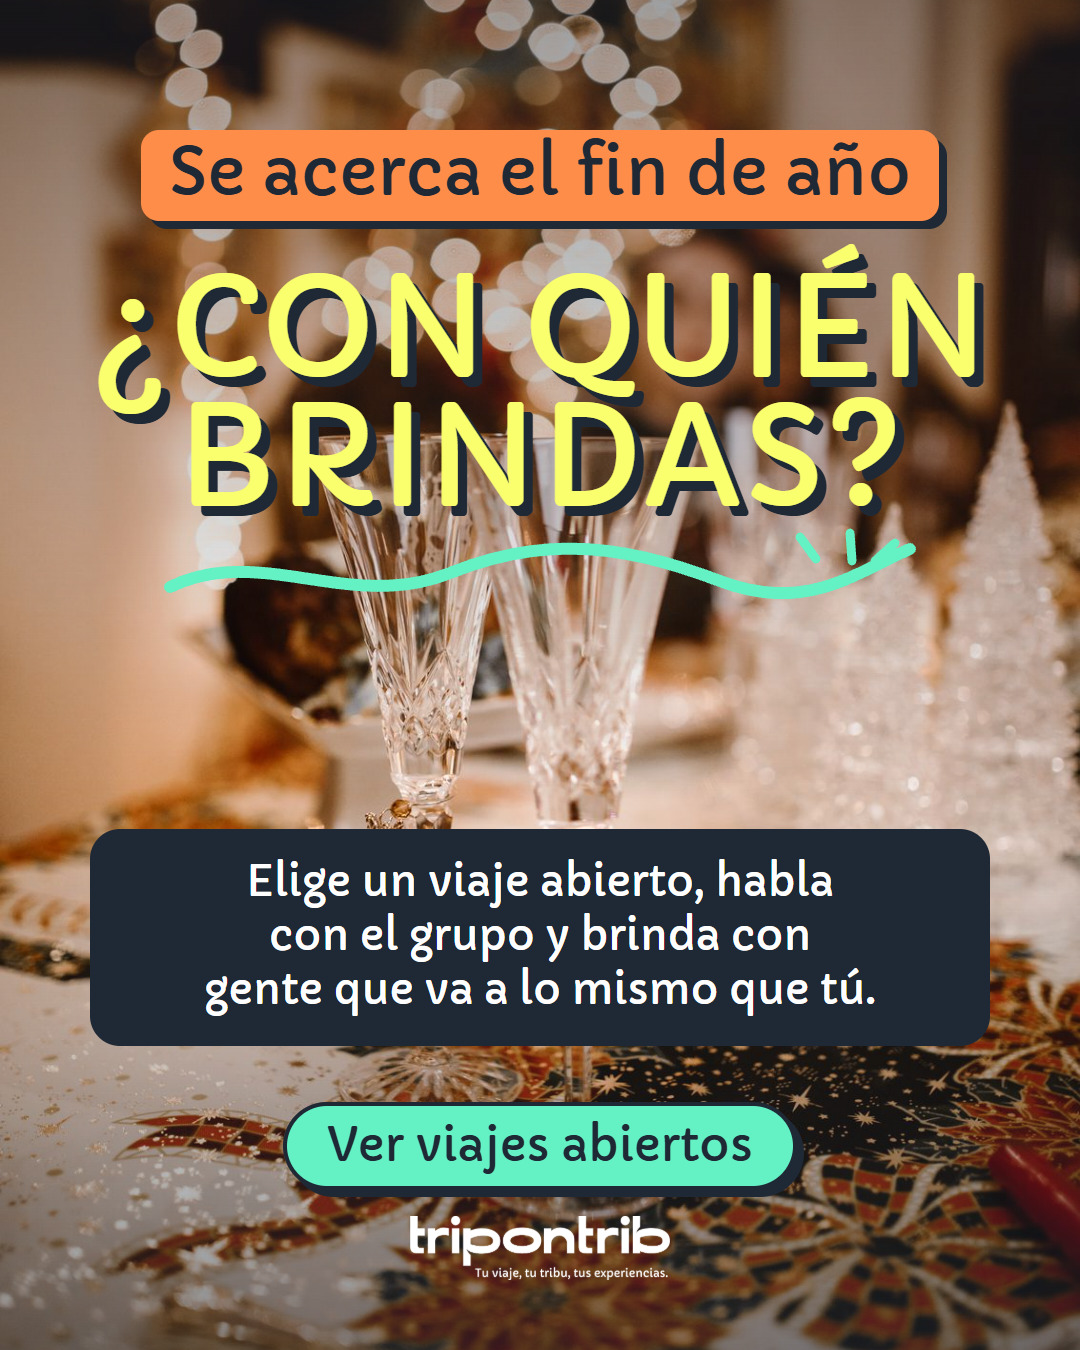 Se acerca el fin de año
¿CON QUIÉN
BRINDAS?
Elige un viaje abierto, habla
con el grupo y brinda con
gente que va a lo mismo que tú.
Ver viajes abiertos
tripontrib
Tu viaje, tu tribu, tus experiencias.